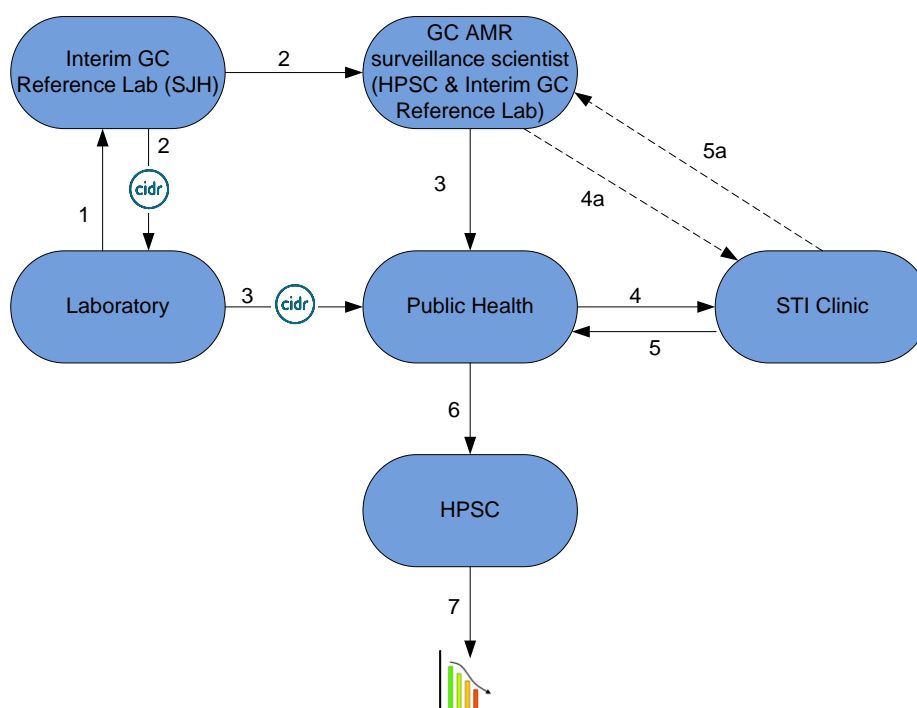 Interim GC
Reference Lab (SJH)
2
GC AMR
surveillance scientist
(HPSC & Interim GC
Reference Lab)
2
cidr
1
3
4a
5a
Laboratory
3
cidr
Public Health
4
5
STI Clinic
6
HPSC
7